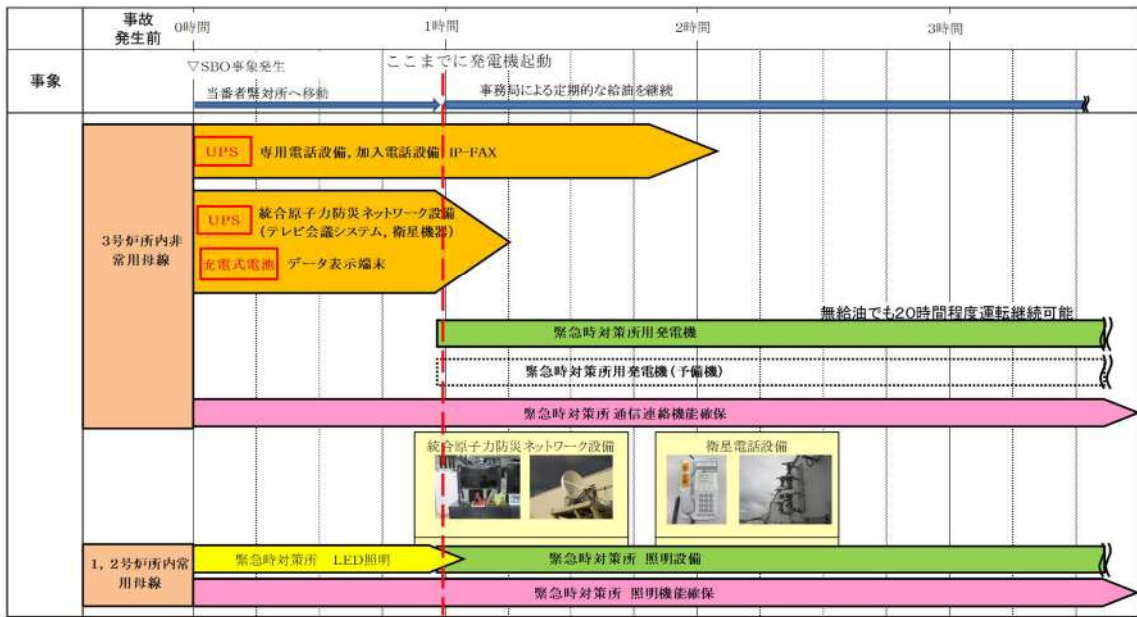 事故
発生前
0時間
1時間
2時間
3時間
事象
▽SBO事象発生
ここまでに発電機起動
当番者緊対所へ移動
事務局による定期的な給油を継続
3号炉所内非
常用母線
UPS
専用電話設備,加入電話設備 IP-FAX
UPS
統合原子力防災ネットワーク設備
(テレビ会議システム,衛星機器)
充電式電池
データ表示端末
無給油でも20時間程度運転継続可能
緊急時対策所用発電機
緊急時対策所用発電機(予備機)
緊急時対策所 通信連絡機能確保
統合原子力防災ネットワーク設備
衛星電話設備
1,2号炉所内常
用母線
緊急時対策所 LED照明
緊急時対策所 照明設備
緊急時対策所 照明機能確保